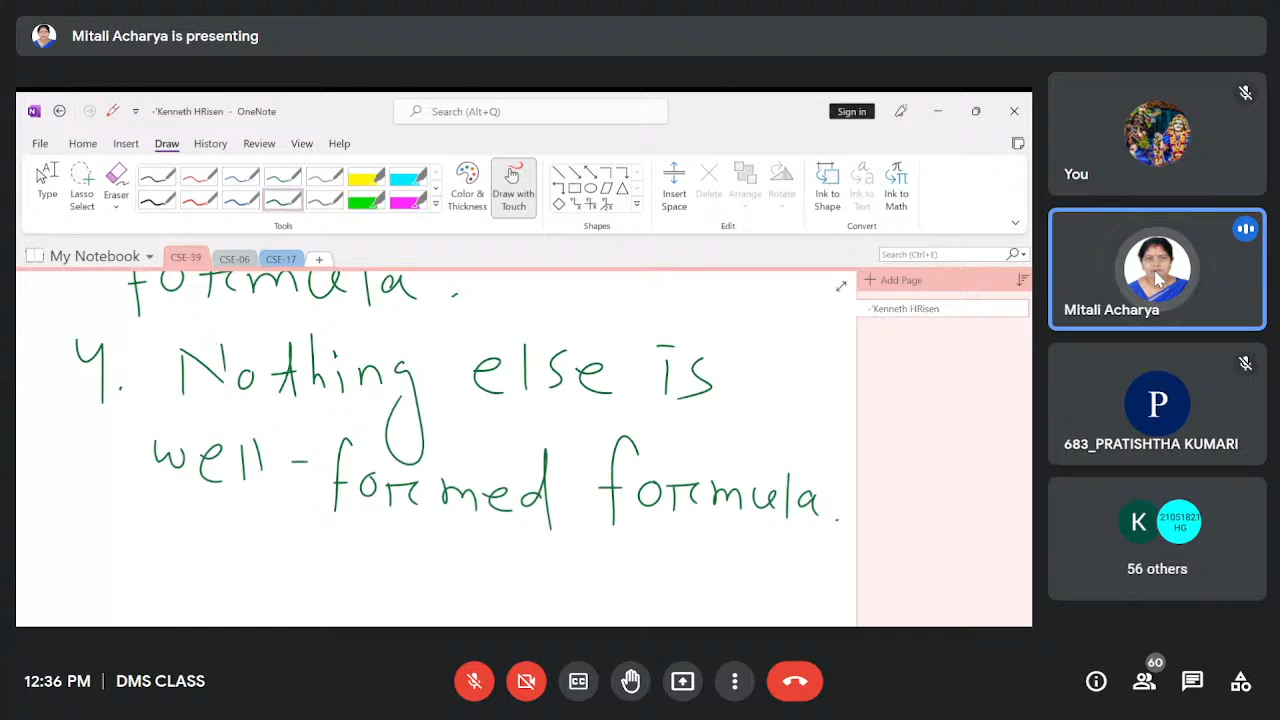 Mitali Acharya is presenting
-'Kenneth HRisen - OneNote
Search (Alt+Q)
Sign in
File Home Insert Draw History Review View Help
Type
Lasso Select
Eraser
Color & Thickness
Draw with Touch
Insert Space
Delete
Arrange
Rotate
Ink to Shape
Ink to Text
Ink to Math
Tools
Shapes
Edit
Convert
My Notebook
CSE-39
CSE-06
CSE-17
Search (Ctrl+E)
Add Page
-'Kenneth HRisen
formula.
4. Nothing else is
well-formed formula.
You
Mitali Acharya
P
683_PRATISHTHA KUMARI
K
21051821
HG
56 others
12:36 PM | DMS CLASS
CC
60